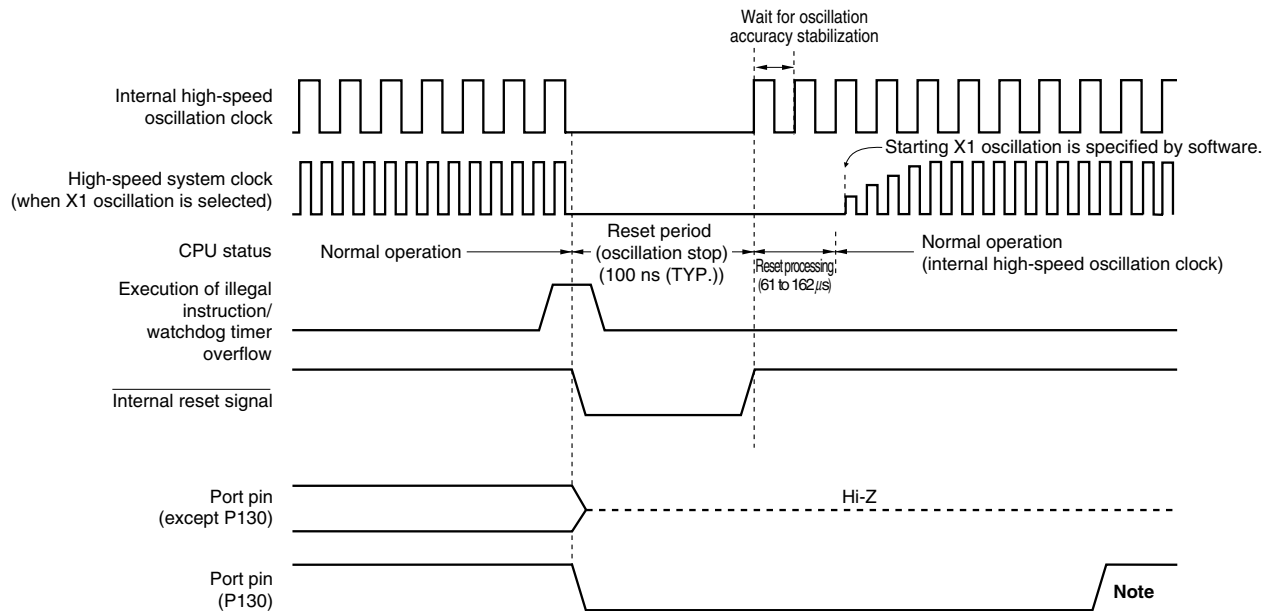 Wait for oscillation
accuracy stabilization
Internal high-speed
oscillation clock
Starting X1 oscillation is specified by software.
High-speed system clock
(when X1 oscillation is selected)
CPU status
Normal operation
Reset period
(oscillation stop)
(100 ns (TYP.))
Reset processing
(61 to 162 μs)
Normal operation
(internal high-speed oscillation clock)
Execution of illegal
instruction/
watchdog timer
overflow
Internal reset signal
Port pin
(except P130)
Hi-Z
Port pin
(P130)
Note